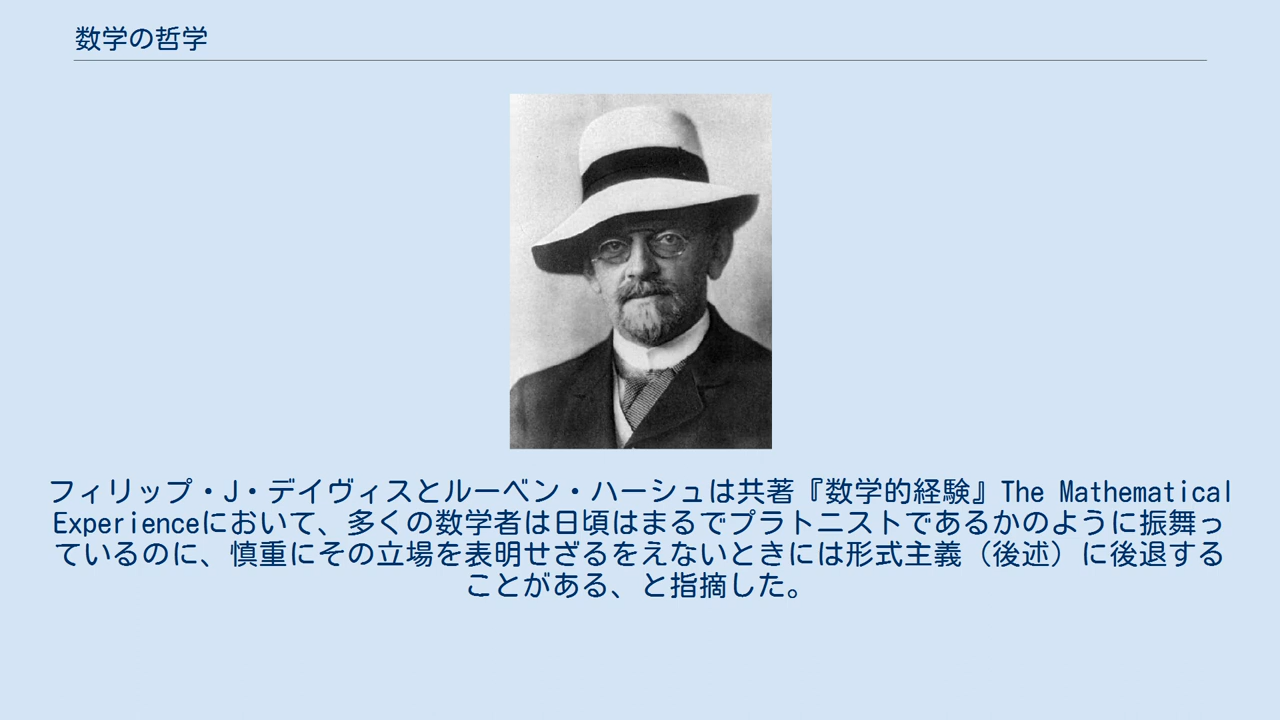 数学の哲学
フィリップ・J・デイヴィスとルーベン・ハーシュは共著『数学的経験』The Mathematical
Experienceにおいて、多くの数学者は日頃はまるでプラトニストであるかのように振舞っ
ているのに、慎重にその立場を表明せざるをえないときには形式主義（後述）に後退する
ことがある、と指摘した。